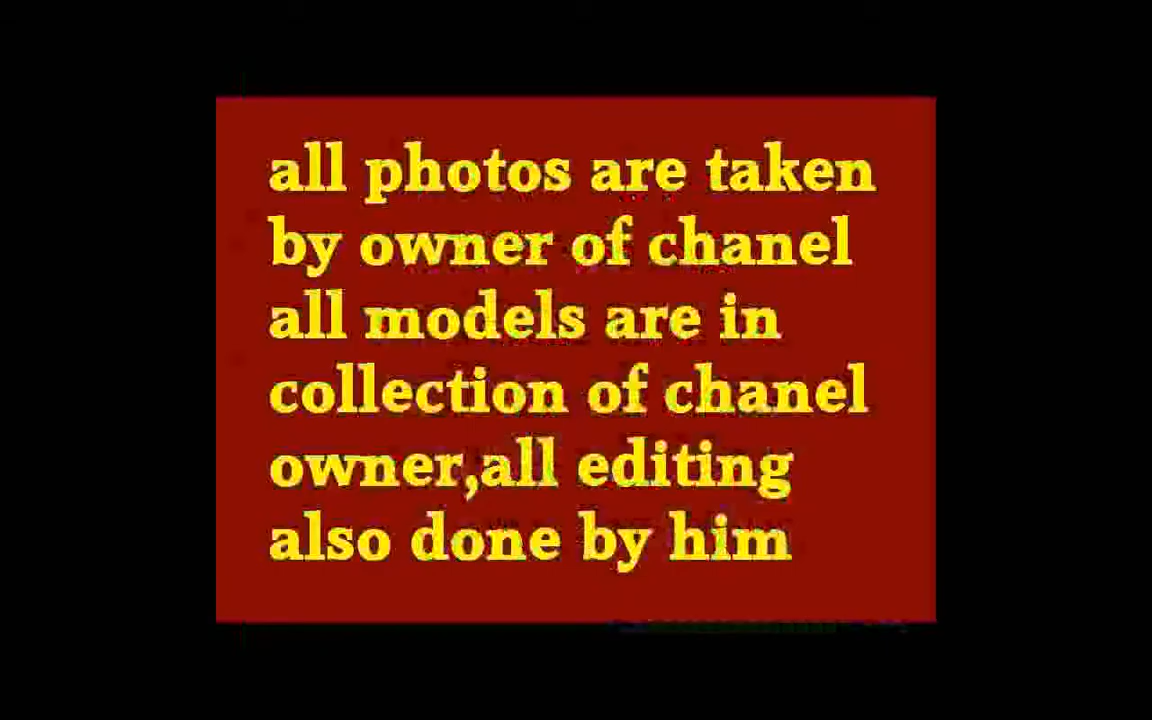 all photos are taken
by owner of chanel
all models are in
collection of chanel
owner,all editing
also done by him